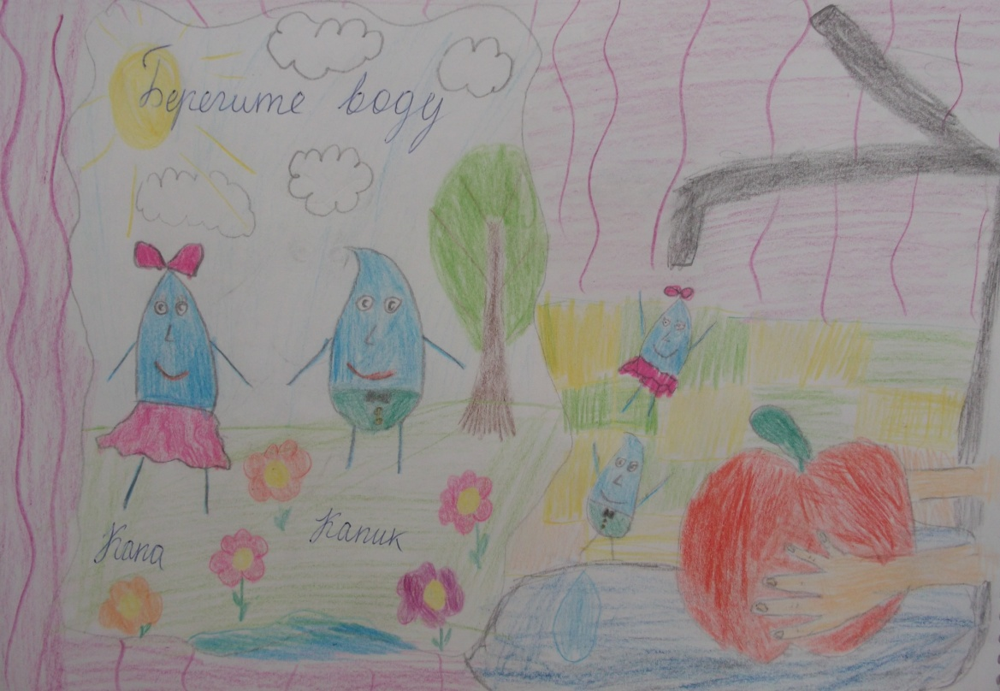 Берегите воду
Капа
Капик